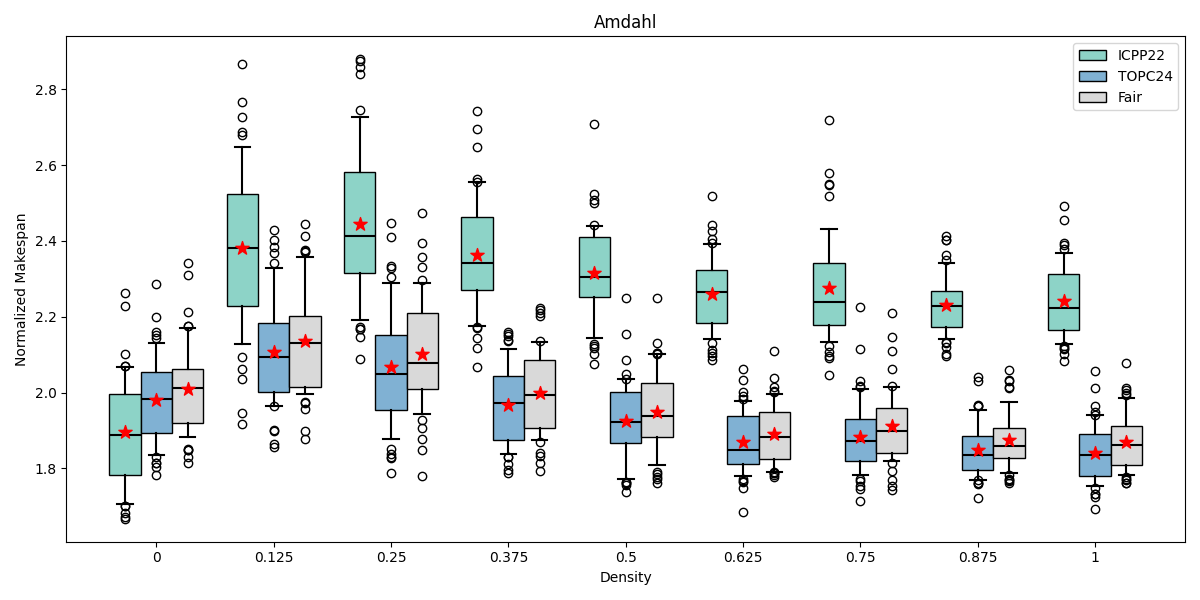 Amdahl
ICPP22
TOPC24
Fair
Normalized Makespan
2.8
2.6
2.4
2.2
2.0
1.8
0 0.125 0.25 0.375 0.5 0.625 0.75 0.875 1
Density